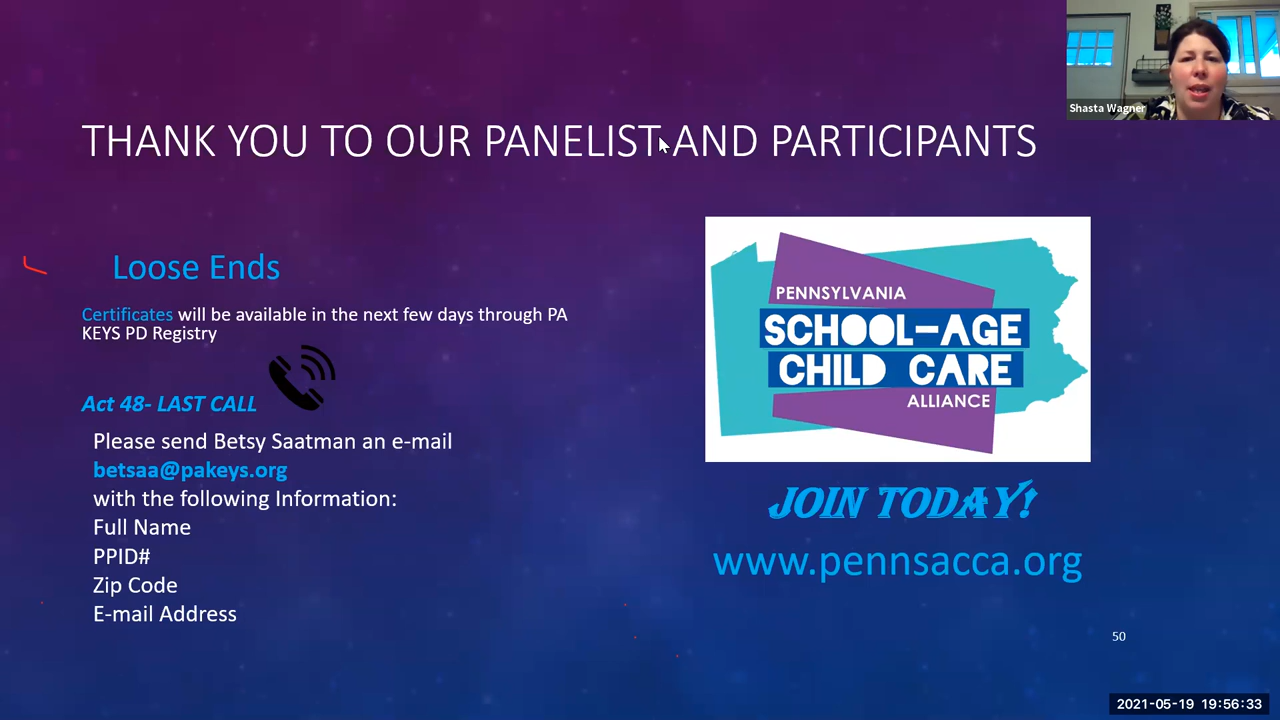 Shasta Wagner
THANK YOU TO OUR PANELIST AND PARTICIPANTS
Loose Ends
Certificates will be available in the next few days through PA
KEYS PD Registry
Act 48- LAST CALL
Please send Betsy Saatman an e-mail
betsaa@pakeys.org
with the following Information:
Full Name
PPID#
Zip Code
E-mail Address
PENNSYLVANIA
SCHOOL-AGE
CHILD CARE
ALLIANCE
JOIN TODAY!
www.pennsacca.org
50
2021-05-19 19:56:33